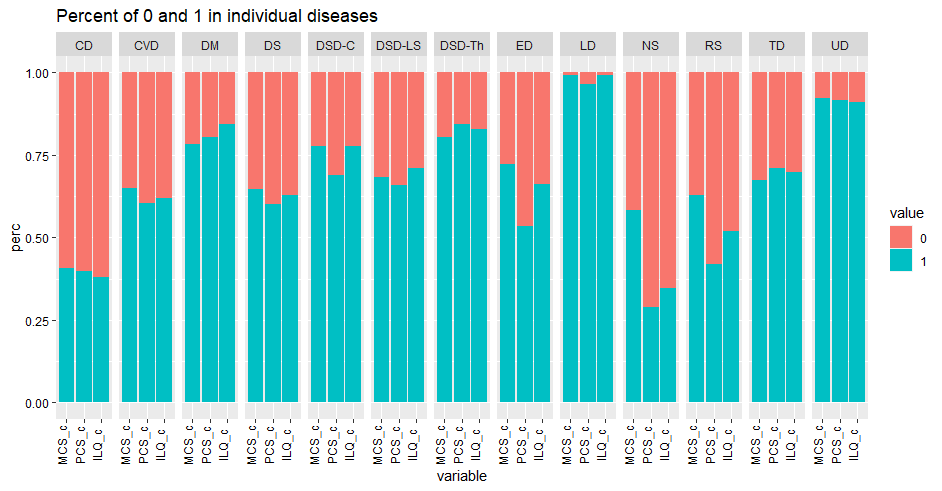 Percent of 0 and 1 in individual diseases
CD CVD DM DS DSD-C DSD-LS DSD-Th ED LD NS RS TD UD
1.00
0.75
0.50
0.25
0.00
perc
MCS_c PCS_c ILQ_c MCS_c PCS_c ILQ_c MCS_c PCS_c ILQ_c MCS_c PCS_c ILQ_c MCS_c PCS_c ILQ_c MCS_c PCS_c ILQ_c MCS_c PCS_c ILQ_c MCS_c PCS_c ILQ_c MCS_c PCS_c ILQ_c MCS_c PCS_c ILQ_c MCS_c PCS_c ILQ_c MCS_c PCS_c ILQ_c MCS_c PCS_c ILQ_c
variable
value
0
1